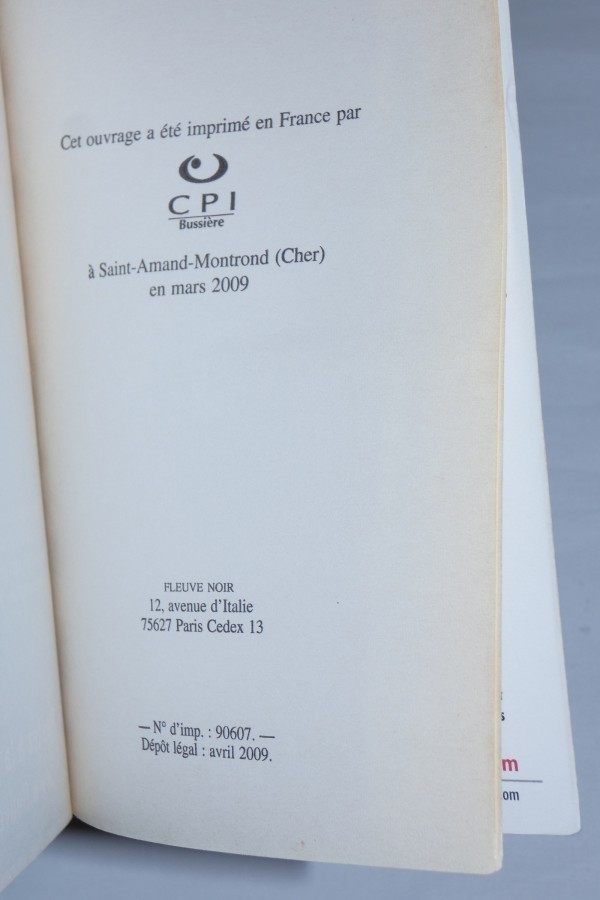 Cet ouvrage a été imprimé en France par
CPI
Bussière
à Saint-Amand-Montrond (Cher)
en mars 2009
FLEUVE NOIR
12, avenue d'Italie
75627 Paris Cedex 13
— N° d'imp. : 90607. —
Dépôt légal : avril 2009.